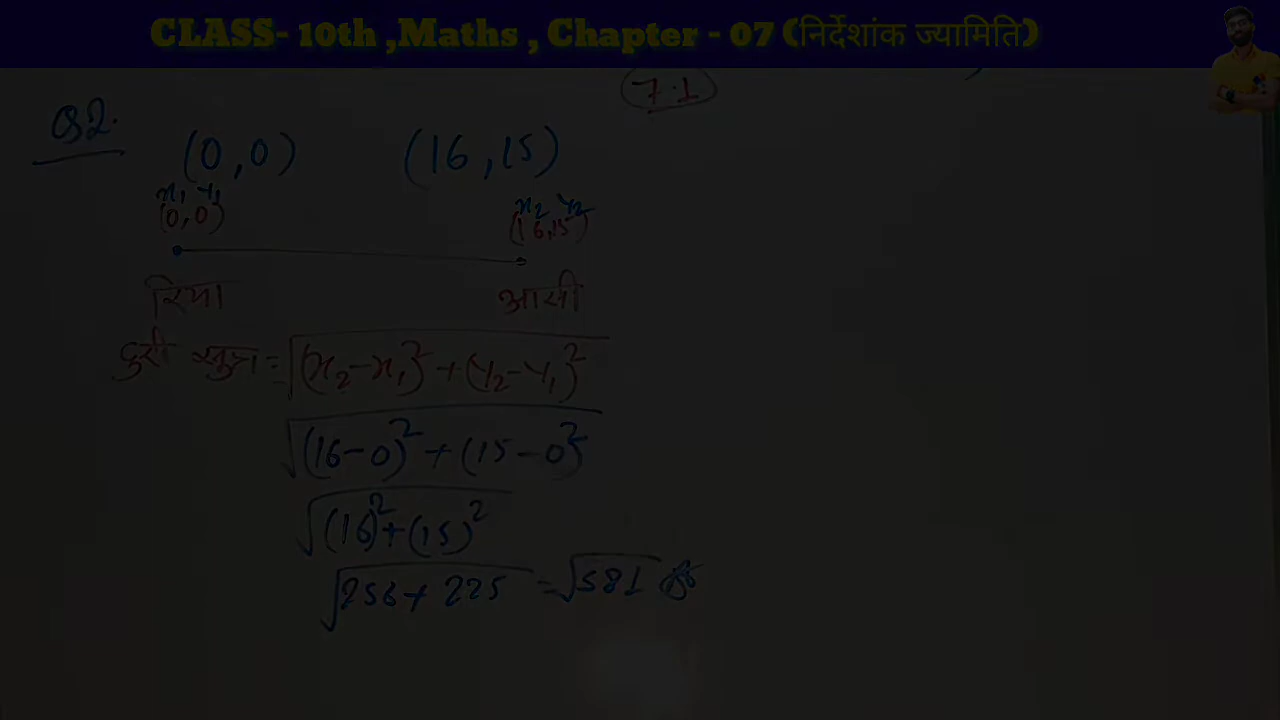 CLASS- 10th ,Maths , Chapter - 07 (निर्देशांक ज्यामिति)
7.1
Q2.
(0,0) (16,15)
x₁ y₁ x₂ y₂
(0,0) (16,15)
रिया आसी
दुरी सुत्र = √(x₂-x₁)² + (y₂-y₁)²
√(16-0)² + (15-0)²
√(16)²+(15)²
√256+225 = √581